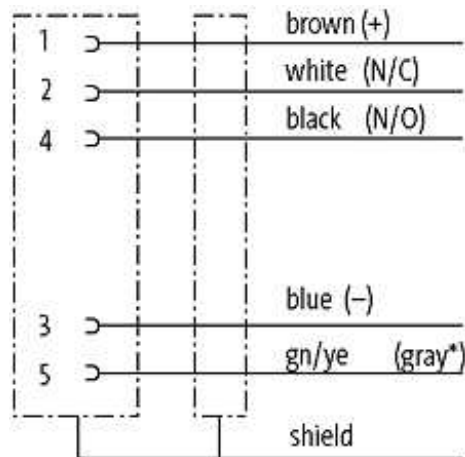 1 brown (+)
2 white (N/C)
4 black (N/O)
3 blue (–)
5 gn/ye (gray*)
shield